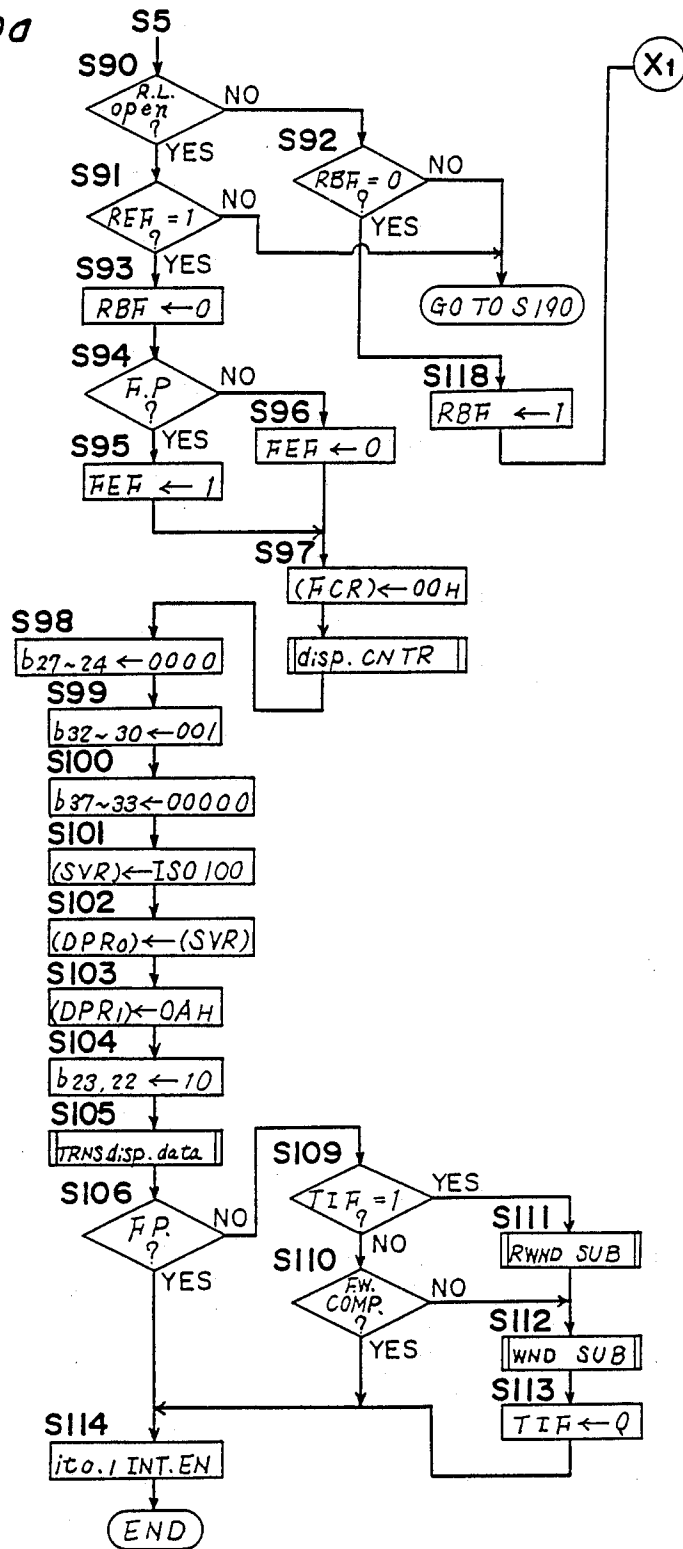 a
S5
X1
S90
R.L.
open
?
NO
YES
S92
RBF = 0
?
NO
YES
S91
REF = 1
?
NO
YES
GO TO S190
S93
RBF ← 0
S118
RBF ← 1
S94
F.P
?
NO
YES
S96
FEF ← 0
S95
FEF ← 1
S97
(FCR) ← 00H
disp. CNTR
S98
b27~24 ← 0000
S99
b32~30 ← 001
S100
b37~33 ← 00000
S101
(SVR) ← ISO 100
S102
(DPR0) ← (SVR)
S103
(DPR1) ← 0AH
S104
b23,22 ← 10
S105
TRNS disp. data
S106
F.P.
?
NO
YES
S109
TIF = 1
?
YES
NO
S111
RWND SUB
S110
F.W.
COMP.
?
NO
YES
S112
WND SUB
S113
TIF ← 0
S114
it0.1 INT.EN
END